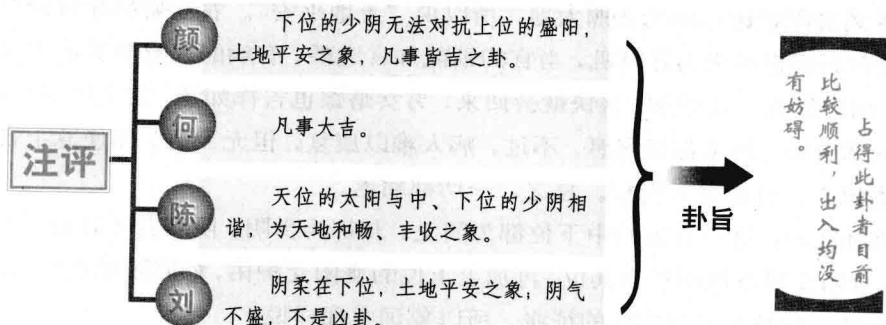 注评
颜
下位的少阴无法对抗上位的盛阳,
土地平安之象,凡事皆吉之卦。
何
凡事大吉。
陈
天位的太阳与中、下位的少阴相
谐,为天地和畅、丰收之象。
刘
阴柔在下位,土地平安之象;阴气
不盛,不是凶卦。
卦旨
占得此卦者目前
比较顺利,出入均没
有妨碍。